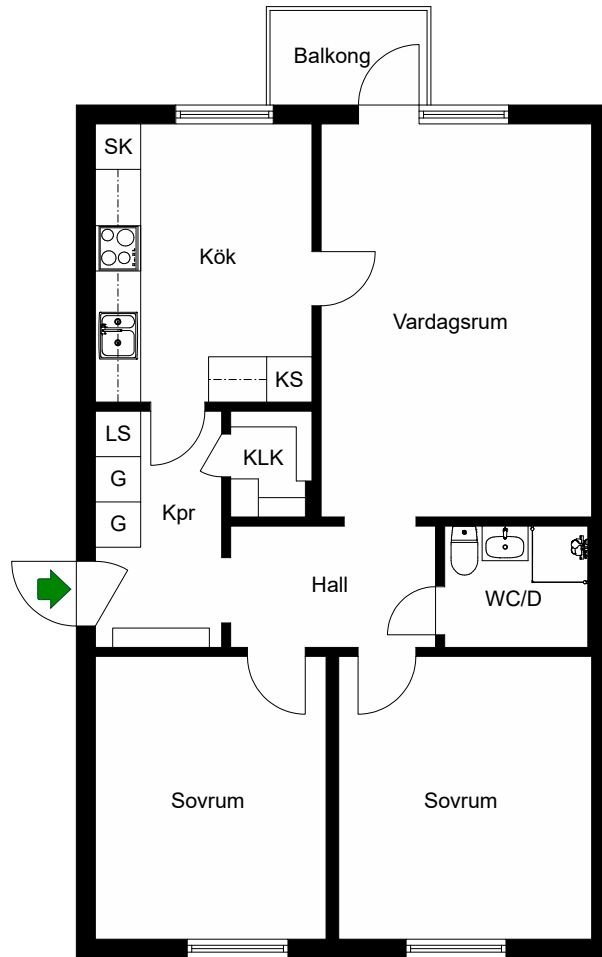 Balkong
SK
Kök
Vardagsrum
KS
LS
KLK
G
Kpr
G
Hall
WC/D
Sovrum
Sovrum